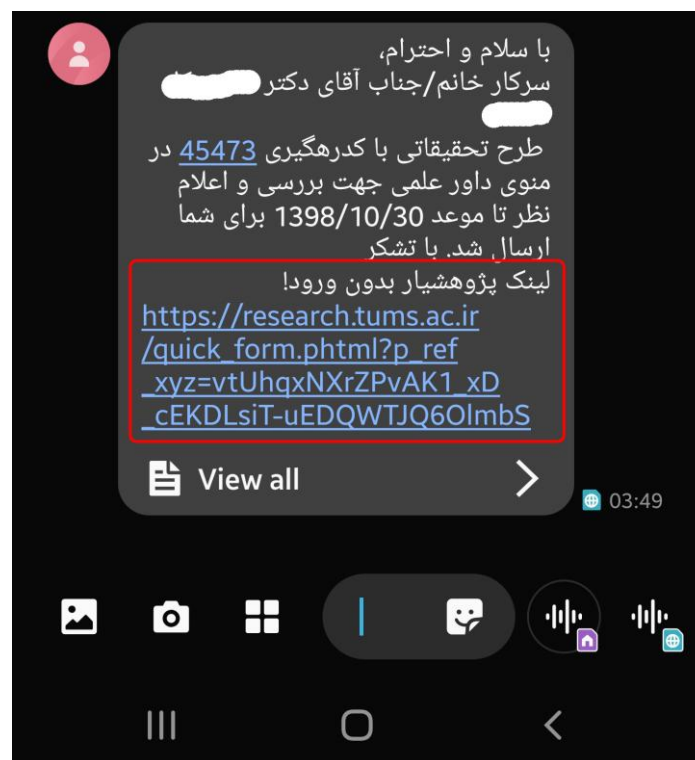 با سلام و احترام،
سرکار خانم/جناب آقای دکتر
طرح تحقیقاتی با کدرهگیری 45473 در
منوی داور علمی جهت بررسی و اعلام
نظر تا موعد 1398/10/30 برای شما
ارسال شد. با تشکر
لینک پژوهشیار بدون ورود!
https://research.tums.ac.ir
/quick_form.phtml?p_ref
_xyz=vtUhqxNXrZPvAK1_xD
_cEKDLsiT-uEDQWTJQ6OlmbS
View all
03:49